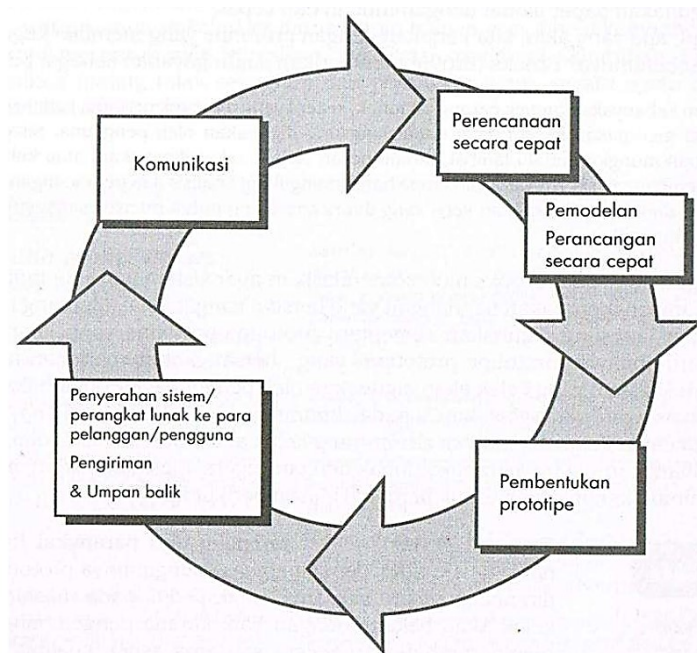 Komunikasi
Perencanaan
secara cepat
Pemodelan
Perancangan
secara cepat
Pembentukan
prototipe
Penyerahan sistem/
perangkat lunak ke para
pelanggan/pengguna
Pengiriman
& Umpan balik